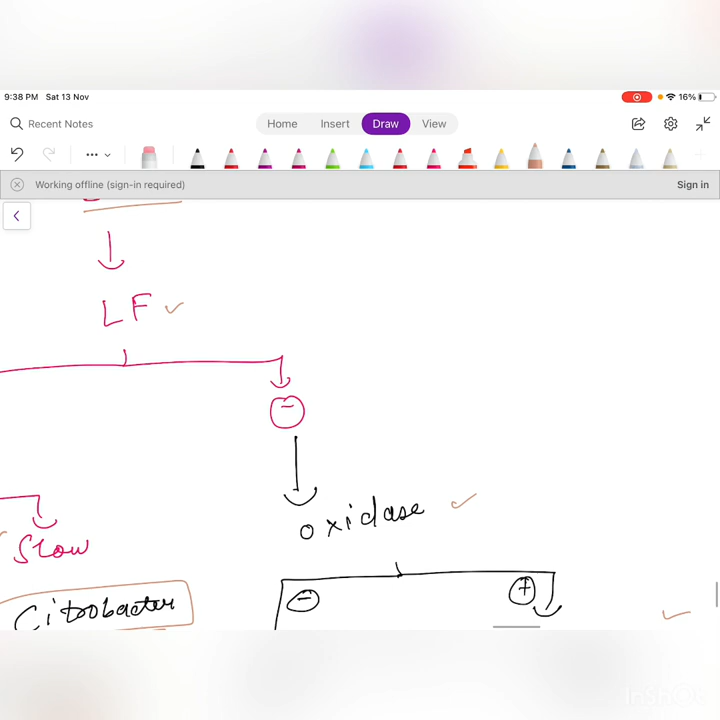 9:38 PM Sat 13 Nov 16%
Recent Notes Home Insert Draw View
Working offline (sign-in required) Sign in
LF
-
oxidase
Slow
- +
Citrobacter
InShot